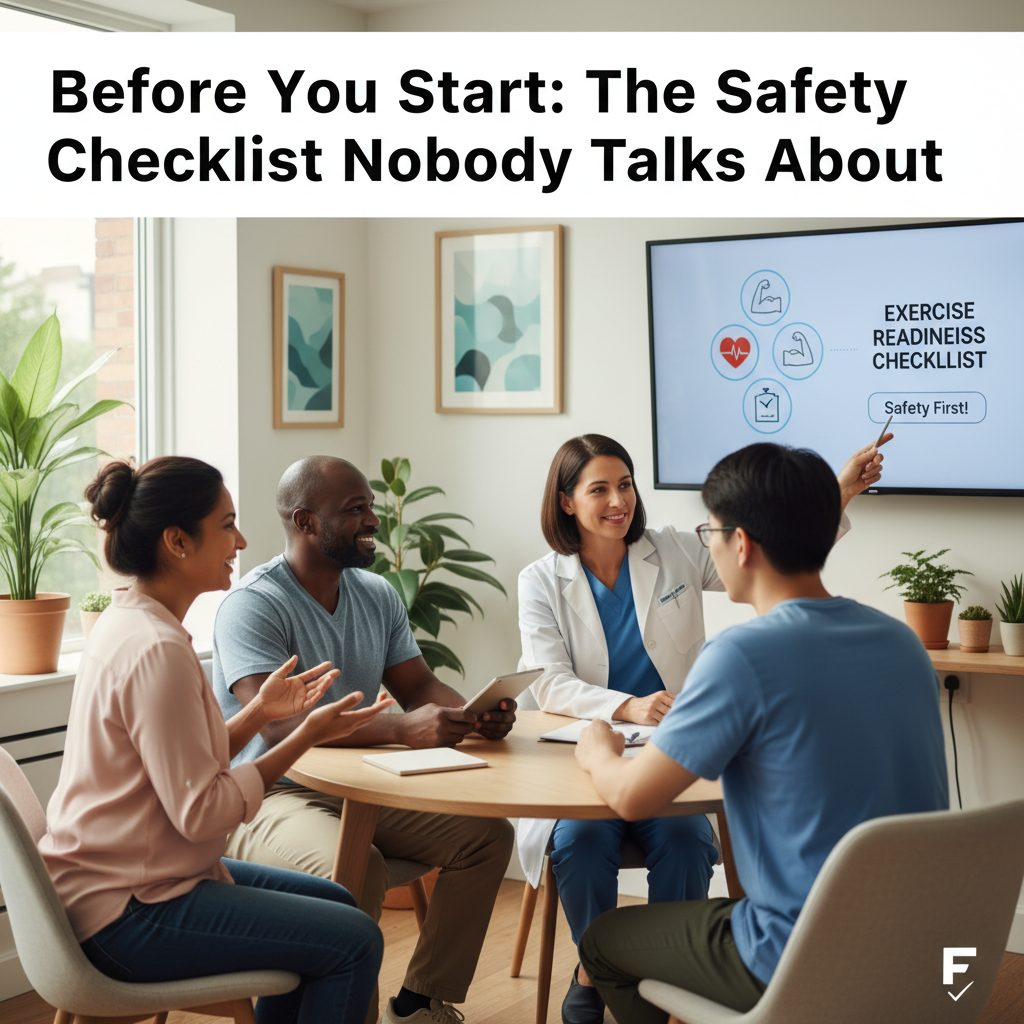 Before You Start: The Safety
Checklist Nobody Talks About
EXERCISE
READINEISS
CHECKLLIST
Safety First!
F